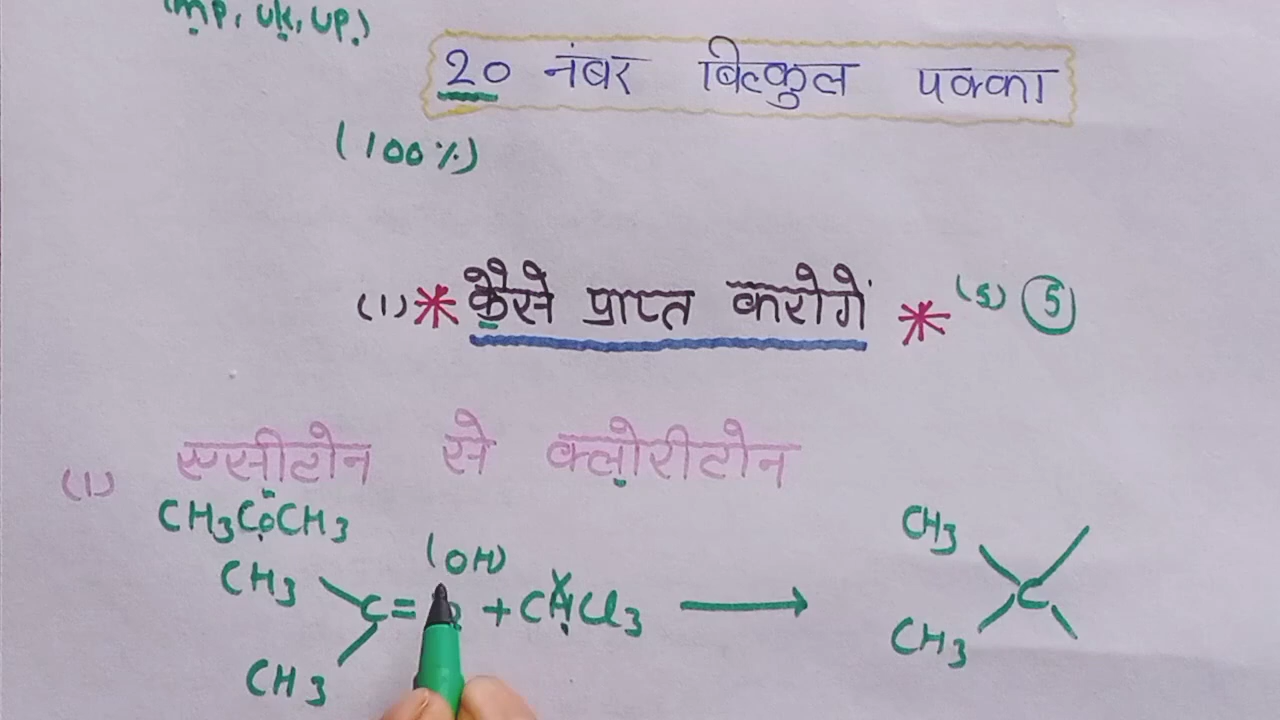 (MP, UK, UP)
20 नंबर बिल्कुल पक्का
(100%)
(1) * कैसे प्राप्त करोगें * (5) 5
(1) एसीटोन से क्लोरीटोन
CH3COCH3
(OH)
CH3
C= + CHCl3 → C
CH3
CH3
CH3